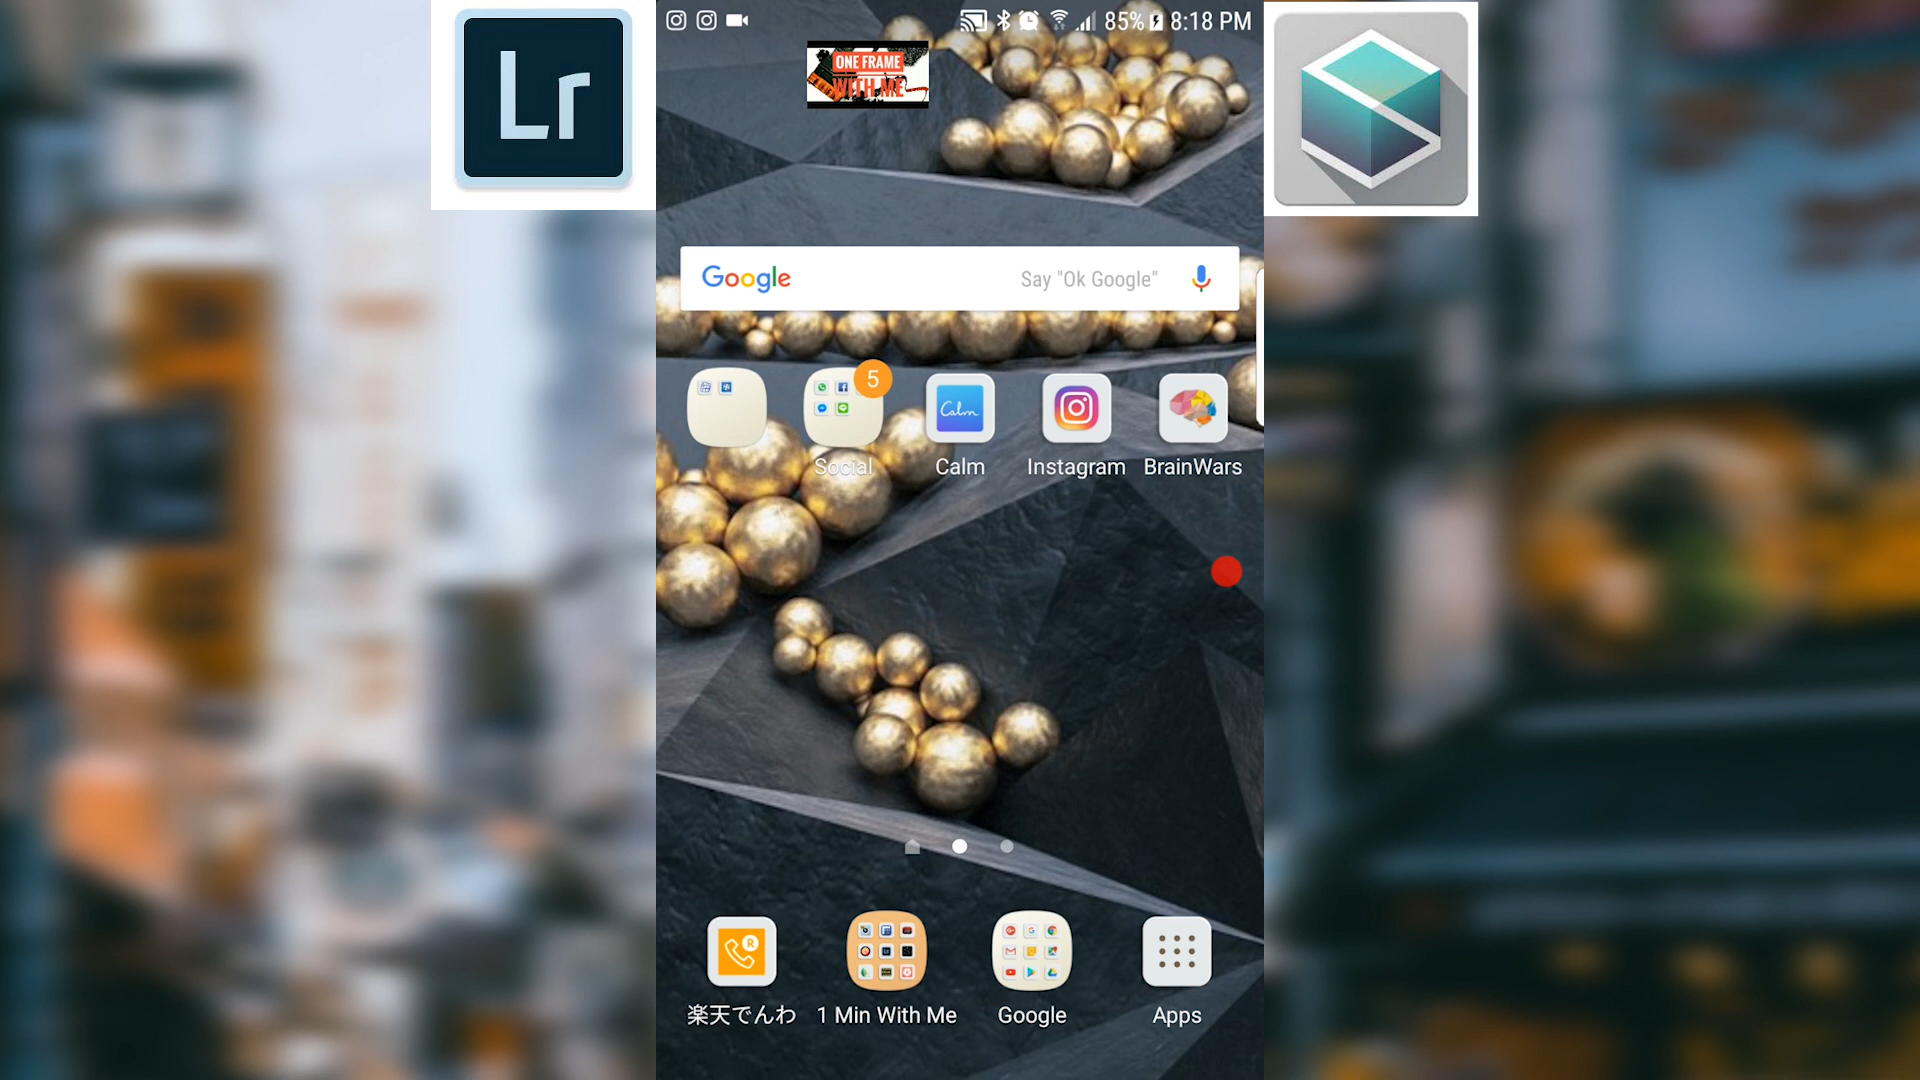 Lr
85% 8:18 PM
ONE FRAME
WITH ME
Google
Say "Ok Google"
5
Social
Calm
Calm
Instagram
BrainWars
R
楽天でんわ
1 Min With Me
Google
Apps